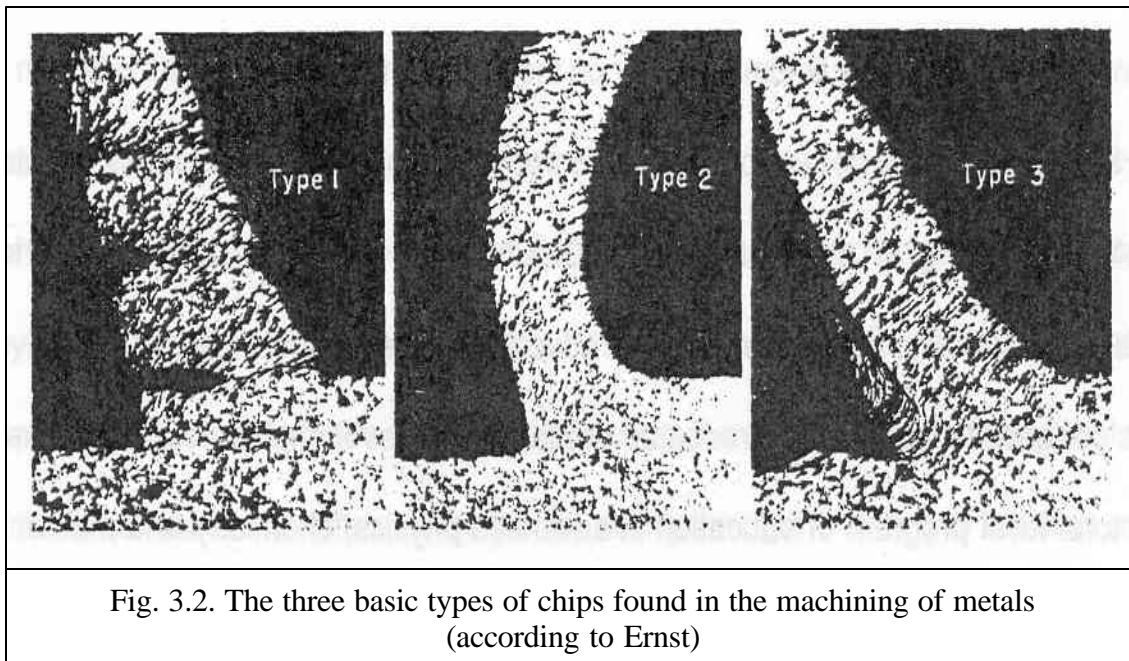 Type 1
Type 2
Type 3
Fig. 3.2. The three basic types of chips found in the machining of metals
(according to Ernst)